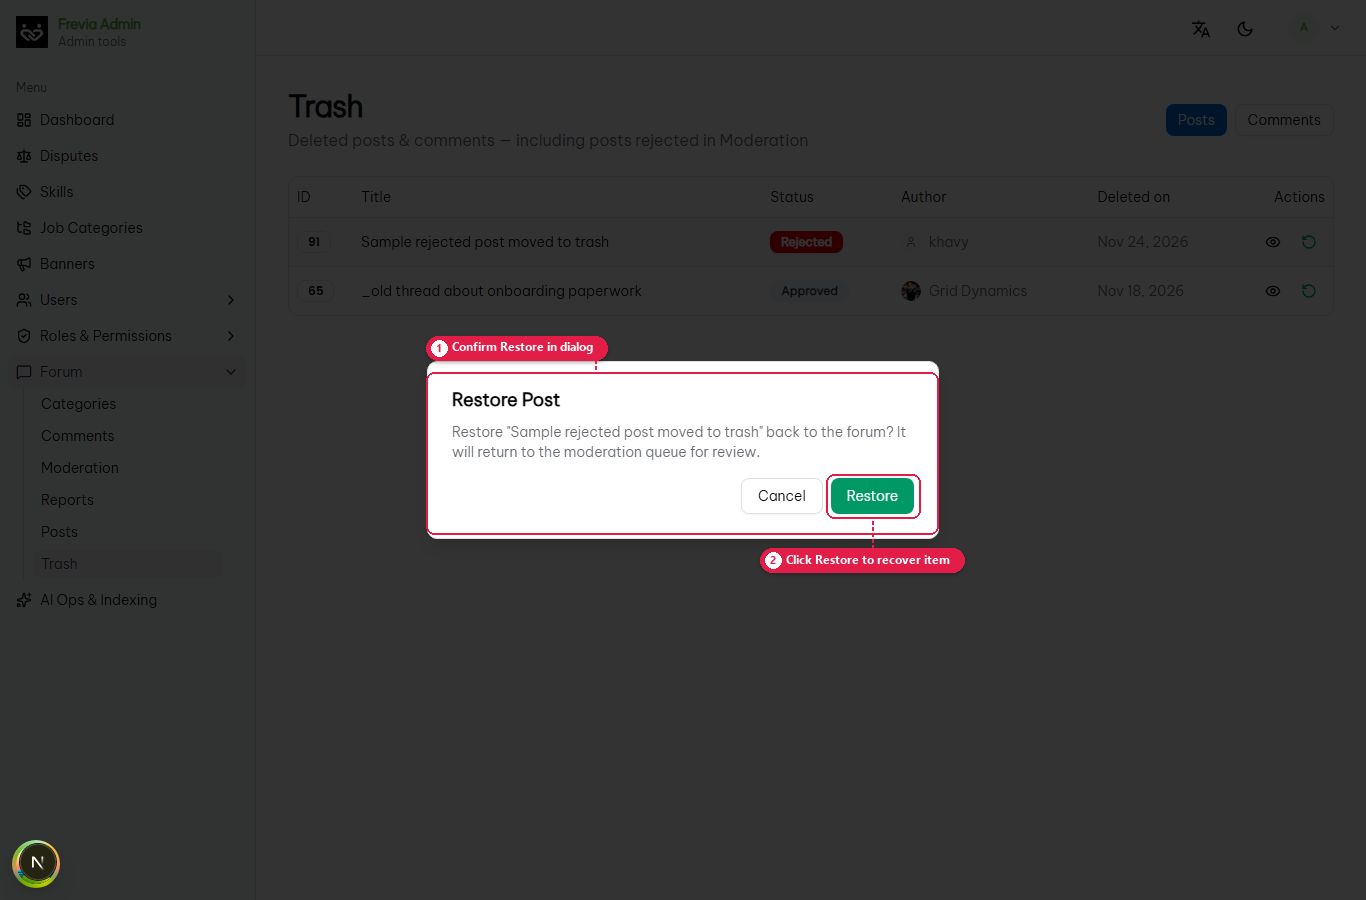 Frevia Admin
Admin tools
A
Menu
Dashboard
Disputes
Skills
Job Categories
Banners
Users
Roles & Permissions
Forum
Categories
Comments
Moderation
Reports
Posts
Trash
AI Ops & Indexing
N
Trash
Deleted posts & comments — including posts rejected in Moderation
Posts
Comments
ID Title Status Author Deleted on Actions
91 Sample rejected post moved to trash Rejected khavy Nov 24, 2026
65 _old thread about onboarding paperwork Approved Grid Dynamics Nov 18, 2026
1 Confirm Restore in dialog
Restore Post
Restore "Sample rejected post moved to trash" back to the forum? It
will return to the moderation queue for review.
Cancel
Restore
2 Click Restore to recover item